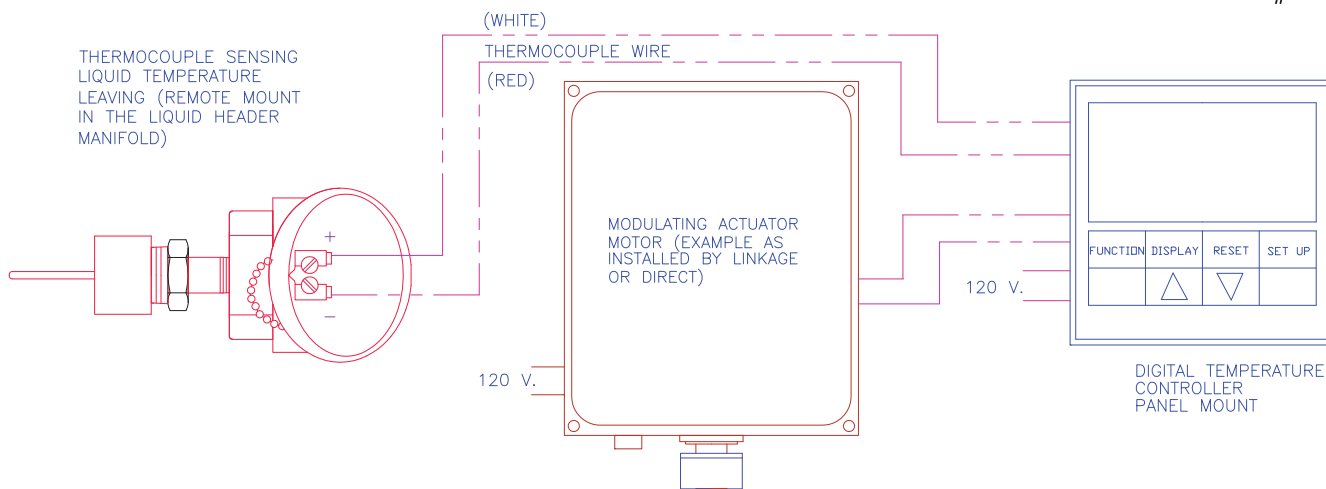 (WHITE)
THERMOCOUPLE WIRE
(RED)
THERMOCOUPLE SENSING
LIQUID TEMPERATURE
LEAVING (REMOTE MOUNT
IN THE LIQUID HEADER
MANIFOLD)
+
−
MODULATING ACTUATOR
MOTOR (EXAMPLE AS
INSTALLED BY LINKAGE
OR DIRECT)
120 V.
FUNCTION DISPLAY RESET SET UP
120 V.
DIGITAL TEMPERATURE
CONTROLLER
PANEL MOUNT